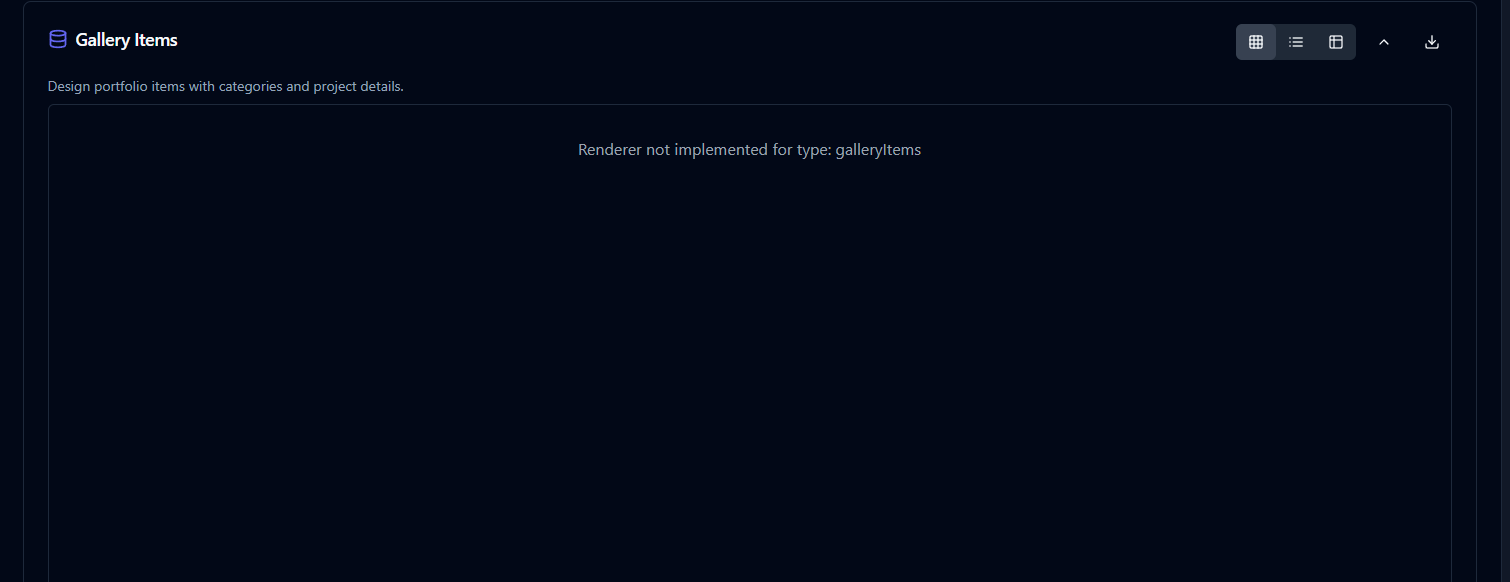 Gallery Items
Design portfolio items with categories and project details.
Renderer not implemented for type: galleryItems